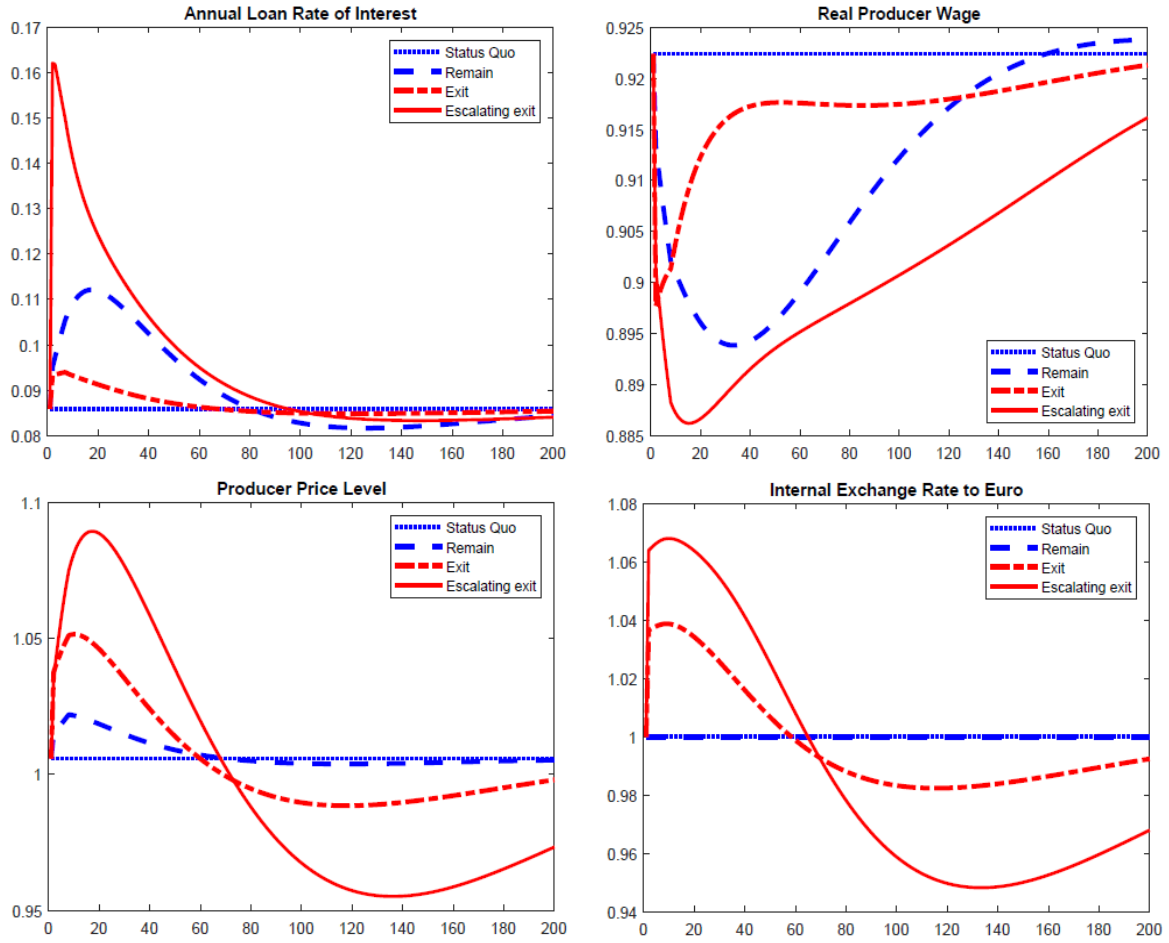 Annual Loan Rate of Interest
0.17
0.16
0.15
0.14
0.13
0.12
0.11
0.1
0.09
0.08
0 20 40 60 80 100 120 140 160 180 200
Status Quo
Remain
Exit
Escalating exit
Real Producer Wage
0.925
0.92
0.915
0.91
0.905
0.9
0.895
0.89
0.885
0 20 40 60 80 100 120 140 160 180 200
Status Quo
Remain
Exit
Escalating exit
Producer Price Level
1.1
1.05
1
0.95
0 20 40 60 80 100 120 140 160 180 200
Status Quo
Remain
Exit
Escalating exit
Internal Exchange Rate to Euro
1.08
1.06
1.04
1.02
1
0.98
0.96
0.94
0 20 40 60 80 100 120 140 160 180 200
Status Quo
Remain
Exit
Escalating exit